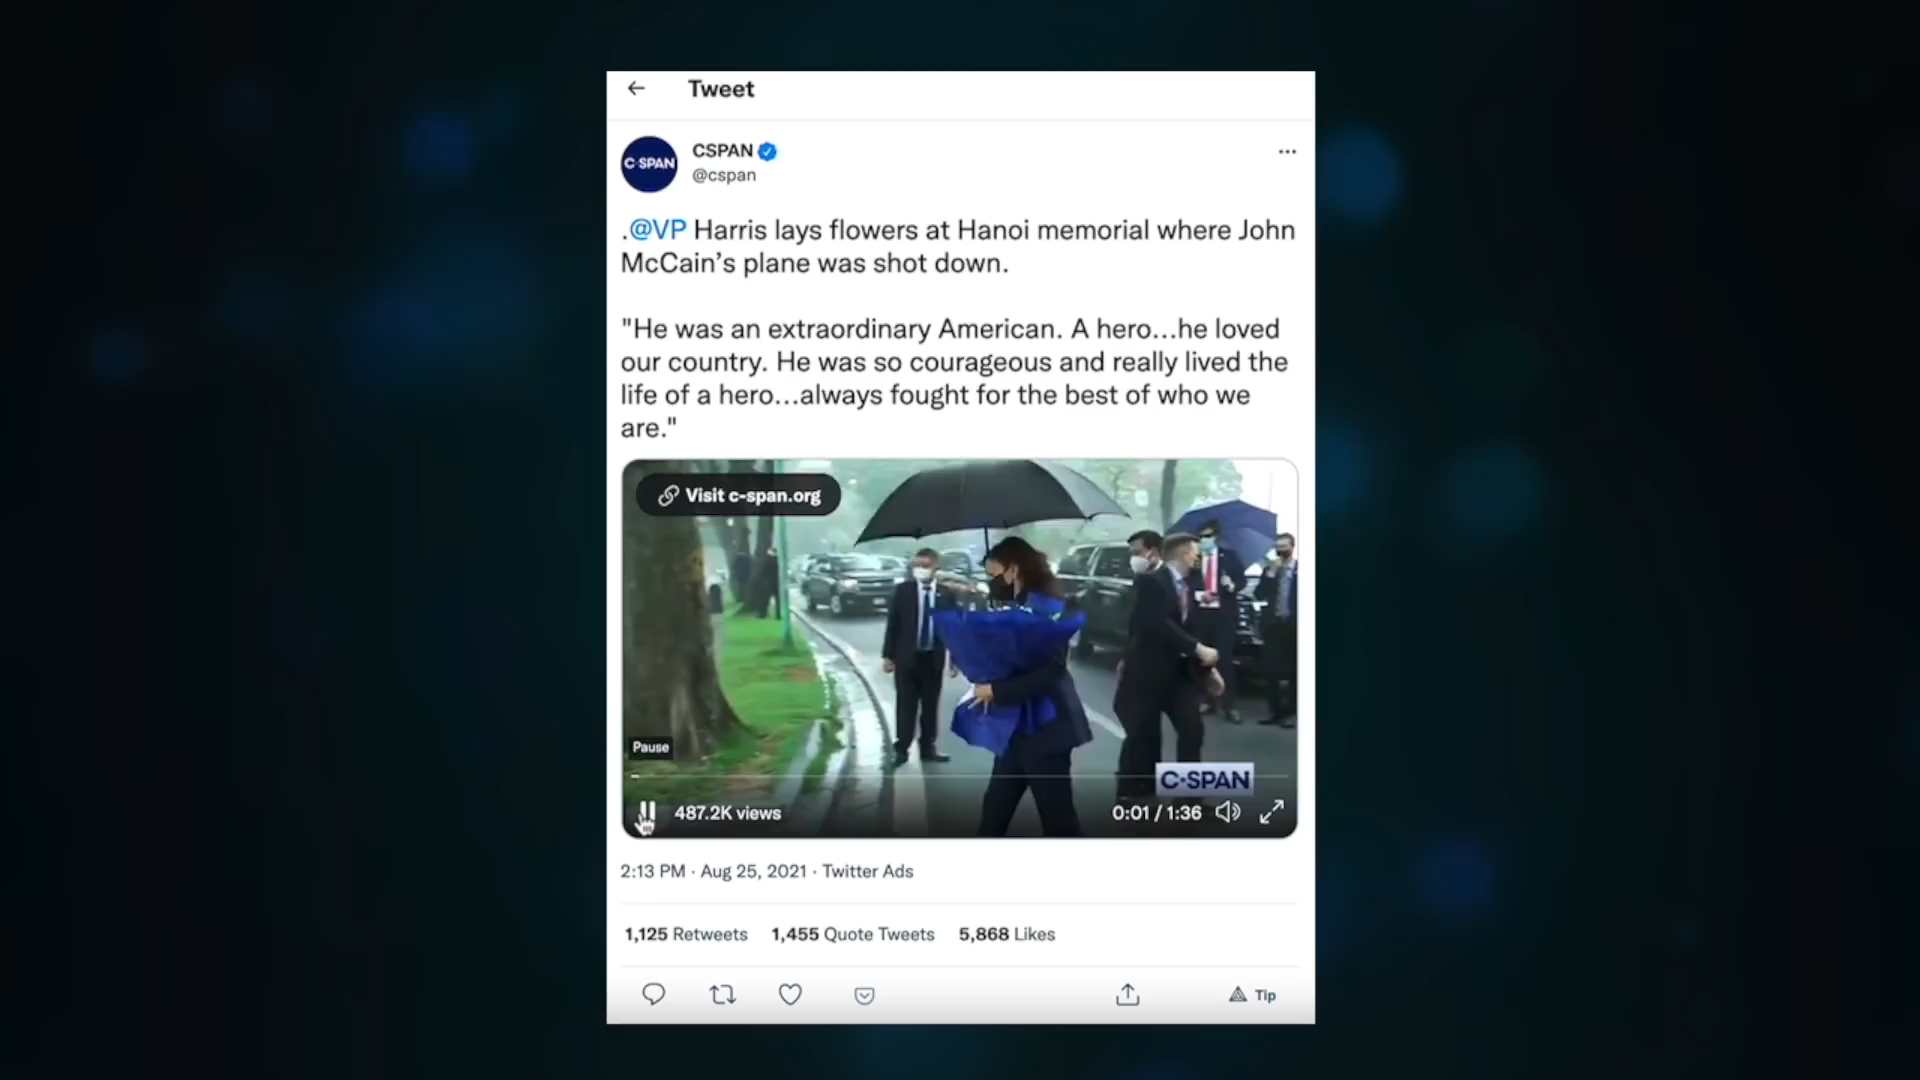 Tweet
C-SPAN
CSPAN
@cspan
.@VP Harris lays flowers at Hanoi memorial where John
McCain’s plane was shot down.
"He was an extraordinary American. A hero...he loved
our country. He was so courageous and really lived the
life of a hero...always fought for the best of who we
are."
Visit c-span.org
Pause
C-SPAN
487.2K views
0:01 / 1:36
2:13 PM · Aug 25, 2021 · Twitter Ads
1,125 Retweets 1,455 Quote Tweets 5,868 Likes
Tip